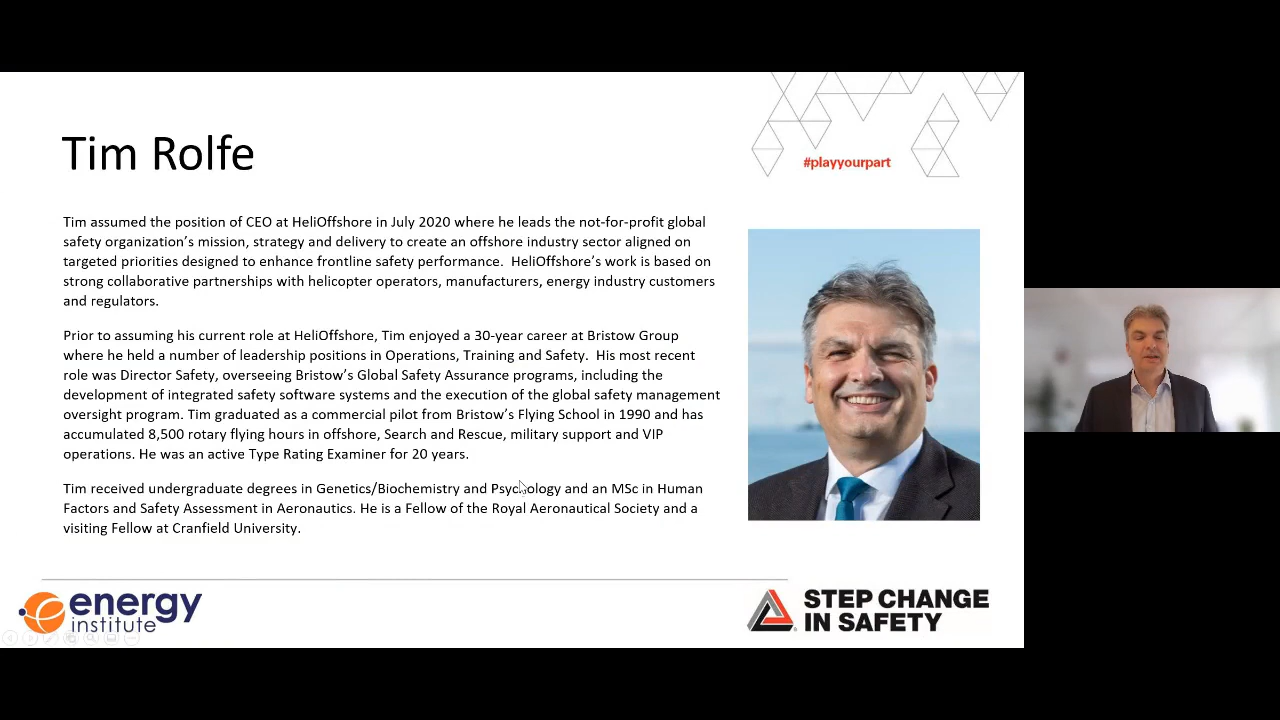 Tim Rolfe
#playyourpart
Tim assumed the position of CEO at HeliOffshore in July 2020 where he leads the not-for-profit global
safety organization's mission, strategy and delivery to create an offshore industry sector aligned on
targeted priorities designed to enhance frontline safety performance.  HeliOffshore's work is based on
strong collaborative partnerships with helicopter operators, manufacturers, energy industry customers
and regulators.
Prior to assuming his current role at HeliOffshore, Tim enjoyed a 30-year career at Bristow Group
where he held a number of leadership positions in Operations, Training and Safety.  His most recent
role was Director Safety, overseeing Bristow's Global Safety Assurance programs, including the
development of integrated safety software systems and the execution of the global safety management
oversight program. Tim graduated as a commercial pilot from Bristow's Flying School in 1990 and has
accumulated 8,500 rotary flying hours in offshore, Search and Rescue, military support and VIP
operations. He was an active Type Rating Examiner for 20 years.
Tim received undergraduate degrees in Genetics/Biochemistry and Psychology and an MSc in Human
Factors and Safety Assessment in Aeronautics. He is a Fellow of the Royal Aeronautical Society and a
visiting Fellow at Cranfield University.
energy
institute
STEP CHANGE
IN SAFETY